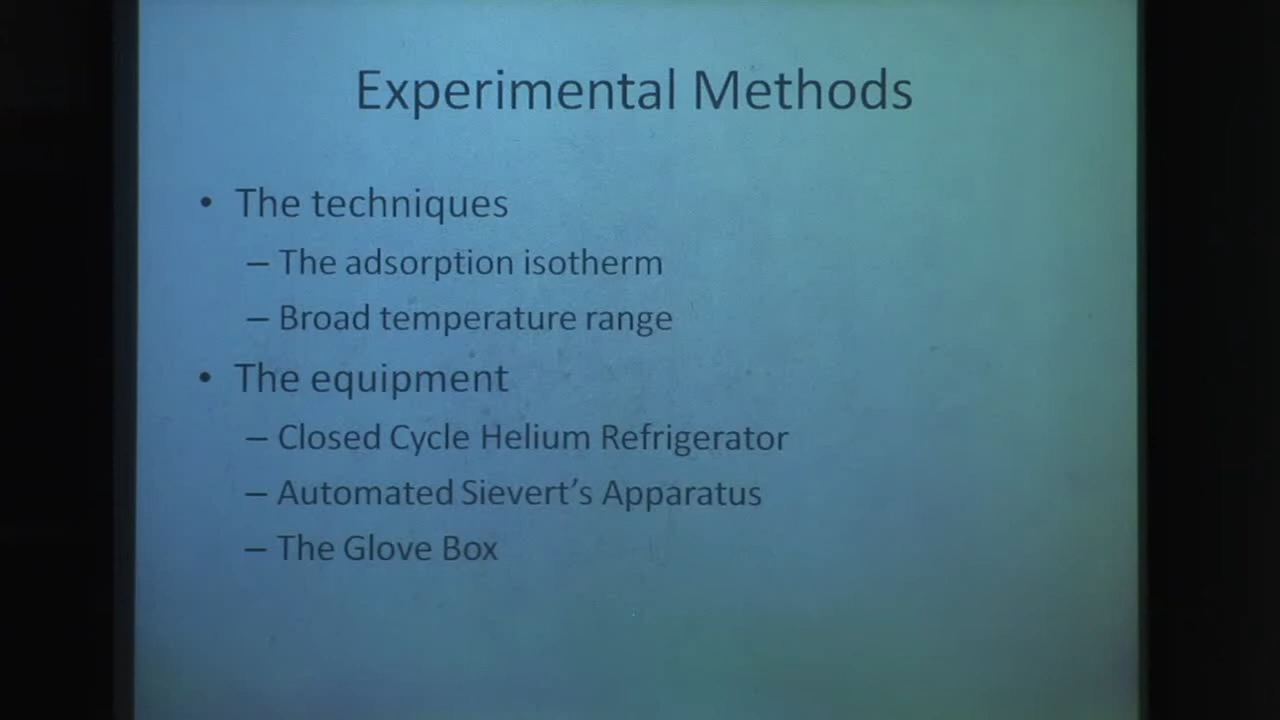 Experimental Methods
• The techniques
– The adsorption isotherm
– Broad temperature range
• The equipment
– Closed Cycle Helium Refrigerator
– Automated Sievert's Apparatus
– The Glove Box